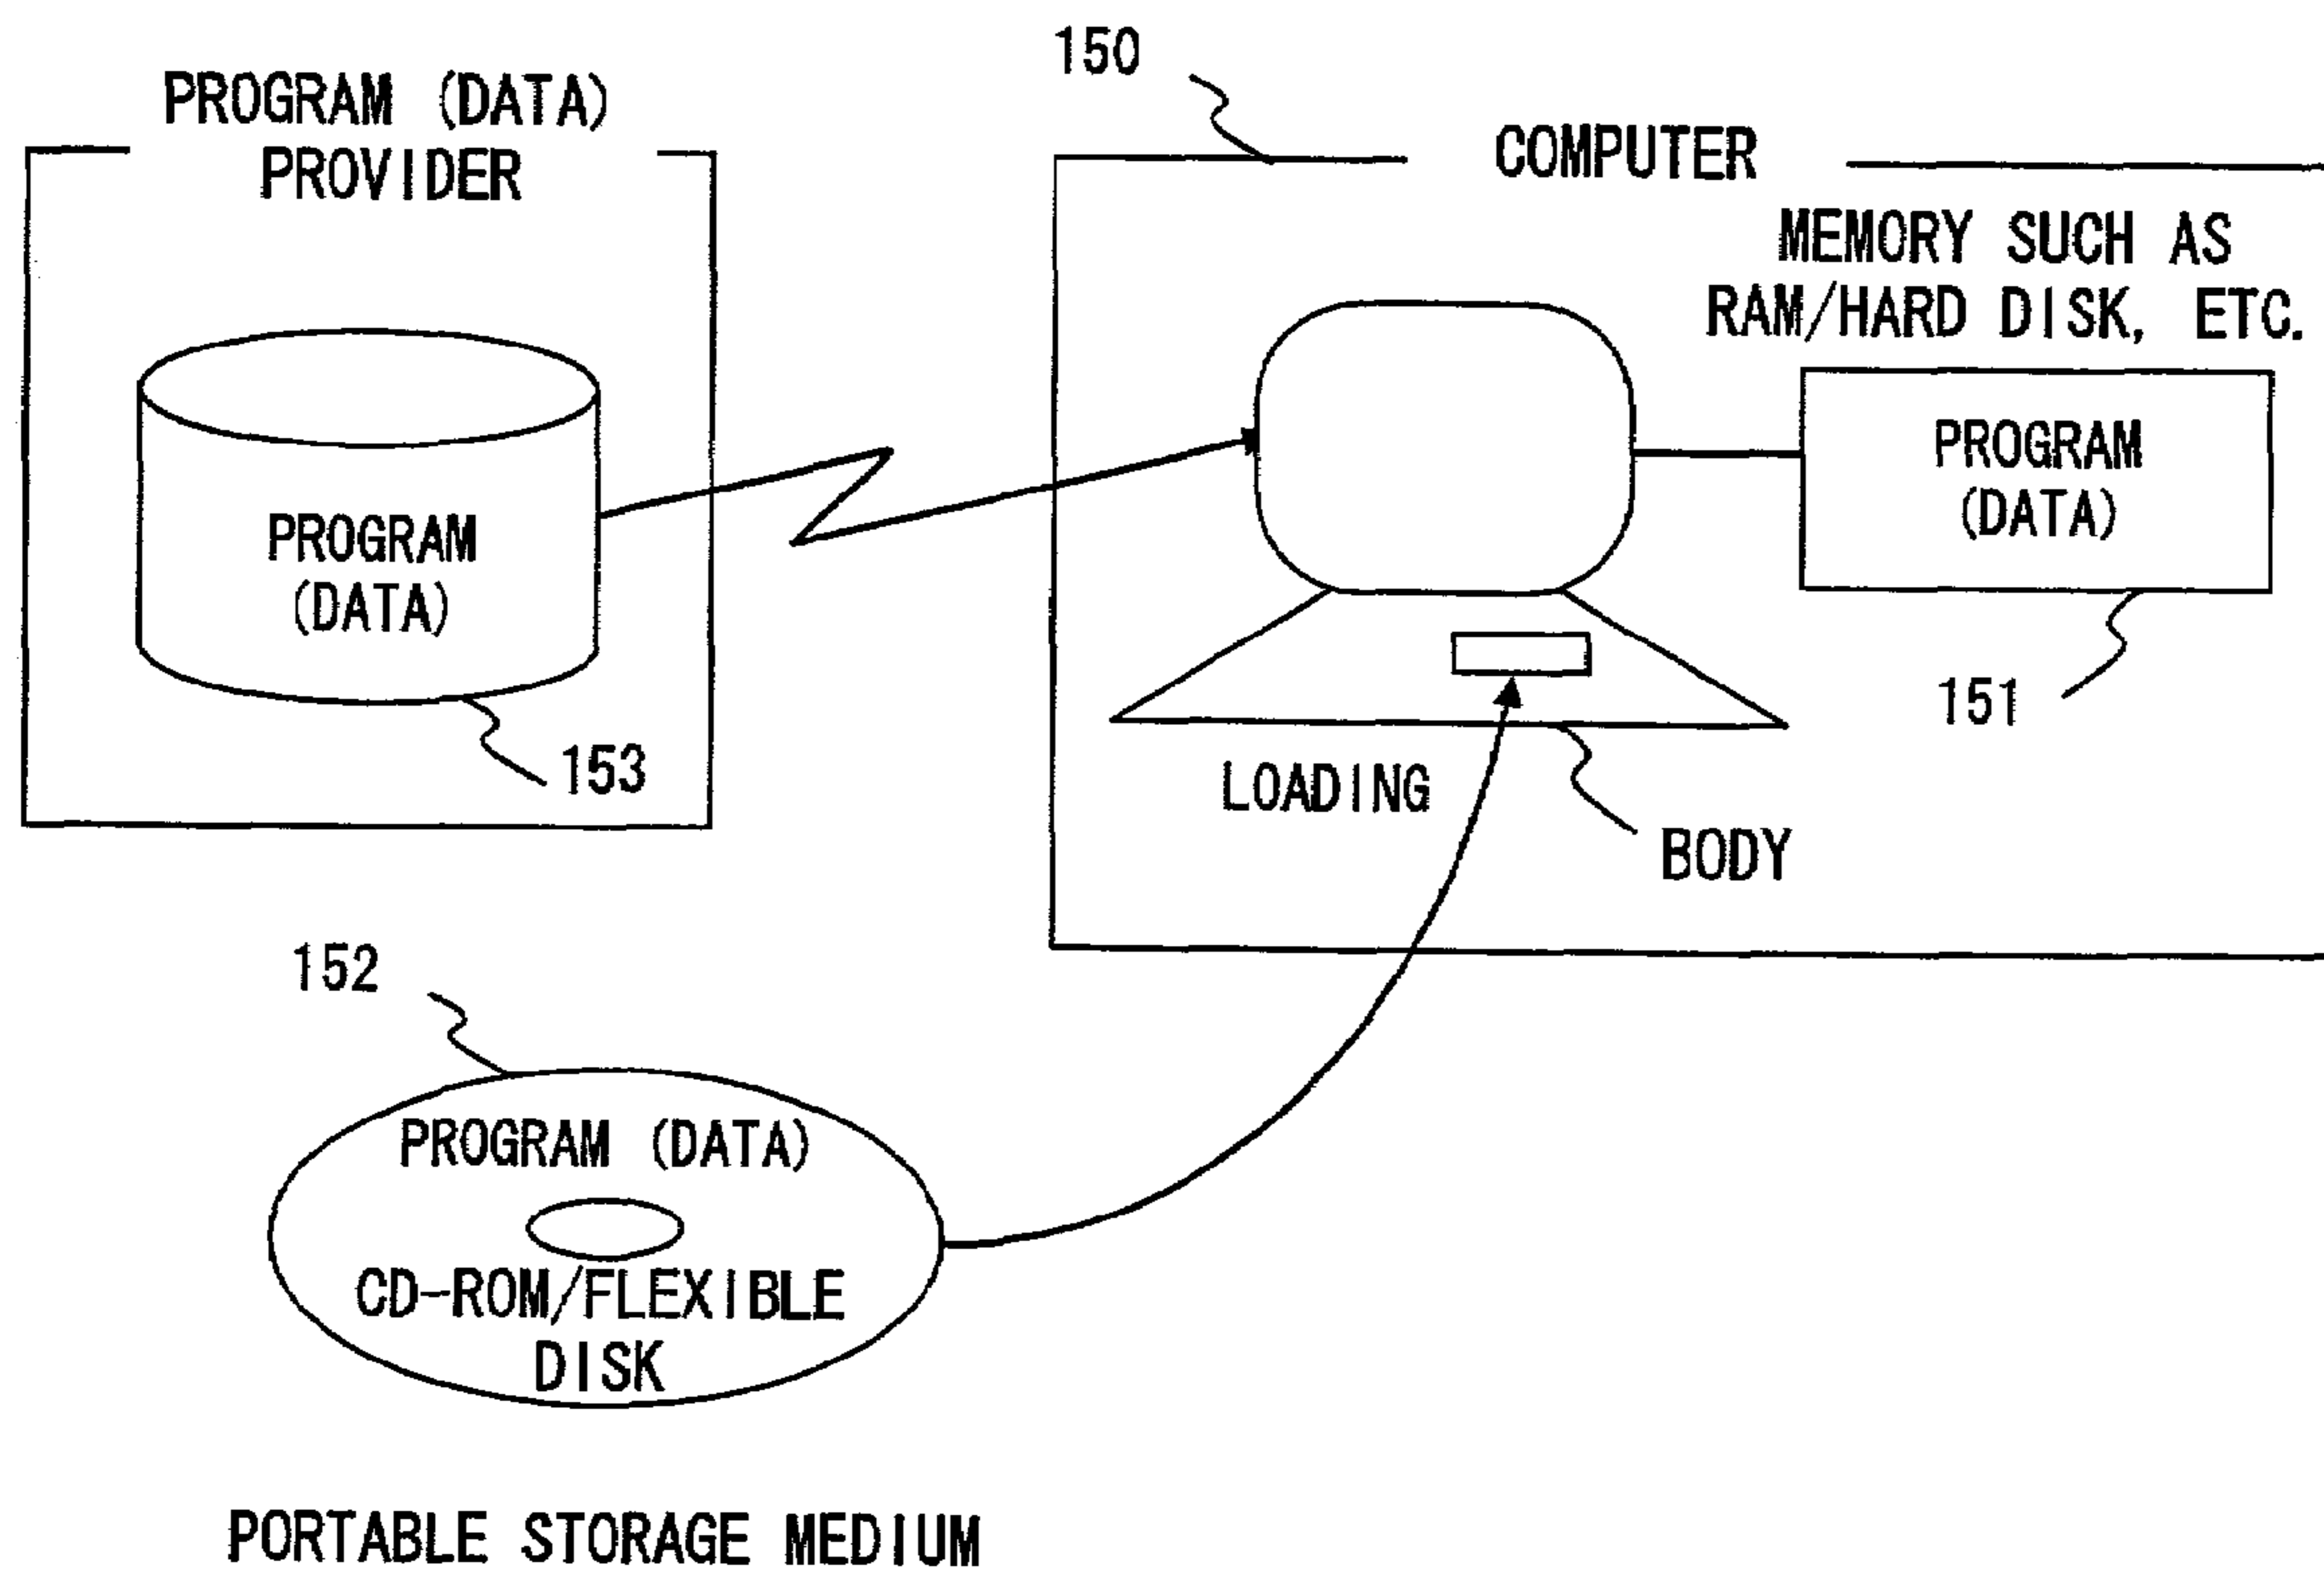 150
PROGRAM (DATA)
PROVIDER
COMPUTER
MEMORY SUCH AS
RAM/HARD DISK, ETC.
PROGRAM
(DATA)
PROGRAM
(DATA)
151
153
LOADING
BODY
152
PROGRAM (DATA)
CD-ROM/FLEXIBLE
DISK
PORTABLE STORAGE MEDIUM